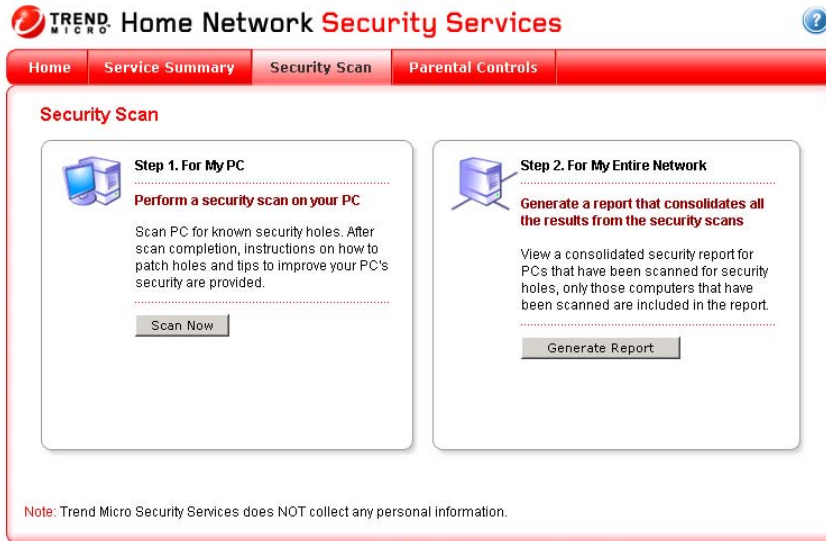 TREND MICRO Home Network Security Services
?
Home Service Summary Security Scan Parental Controls
Security Scan
Step 1. For My PC
Perform a security scan on your PC
Scan PC for known security holes. After
scan completion, instructions on how to
patch holes and tips to improve your PC's
security are provided.
Scan Now
Step 2. For My Entire Network
Generate a report that consolidates all
the results from the security scans
View a consolidated security report for
PCs that have been scanned for security
holes, only those computers that have
been scanned are included in the report.
Generate Report
Note: Trend Micro Security Services does NOT collect any personal information.